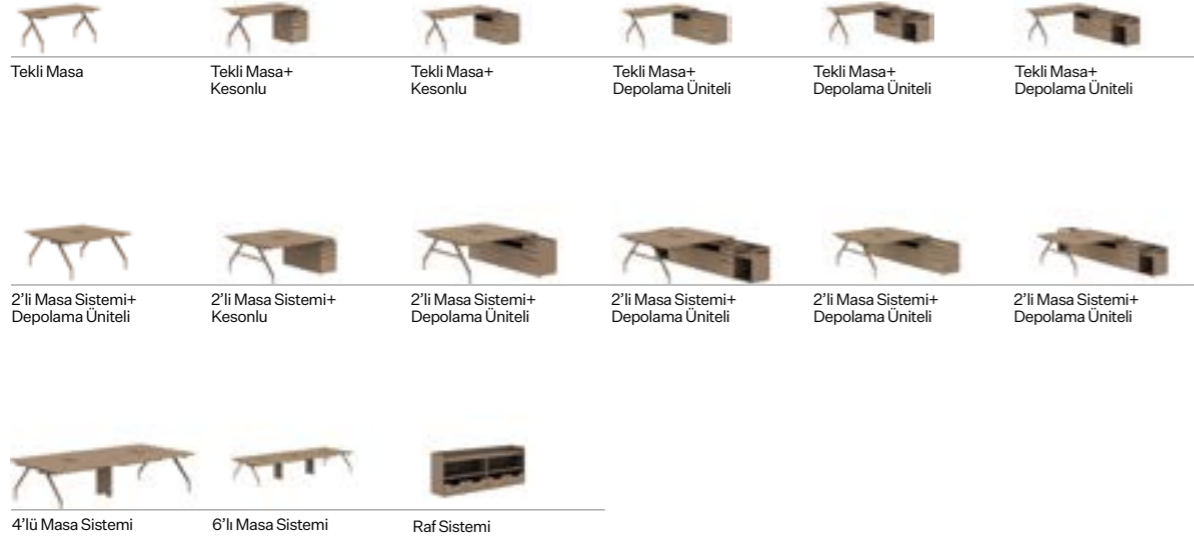 Tekli Masa
Tekli Masa+
Kesonlu
Tekli Masa+
Kesonlu
Tekli Masa+
Depolama Üniteli
Tekli Masa+
Depolama Üniteli
Tekli Masa+
Depolama Üniteli
2’li Masa Sistemi+
Depolama Üniteli
2’li Masa Sistemi+
Kesonlu
2’li Masa Sistemi+
Depolama Üniteli
2’li Masa Sistemi+
Depolama Üniteli
2’li Masa Sistemi+
Depolama Üniteli
2’li Masa Sistemi+
Depolama Üniteli
4’lü Masa Sistemi
6’lı Masa Sistemi
Raf Sistemi